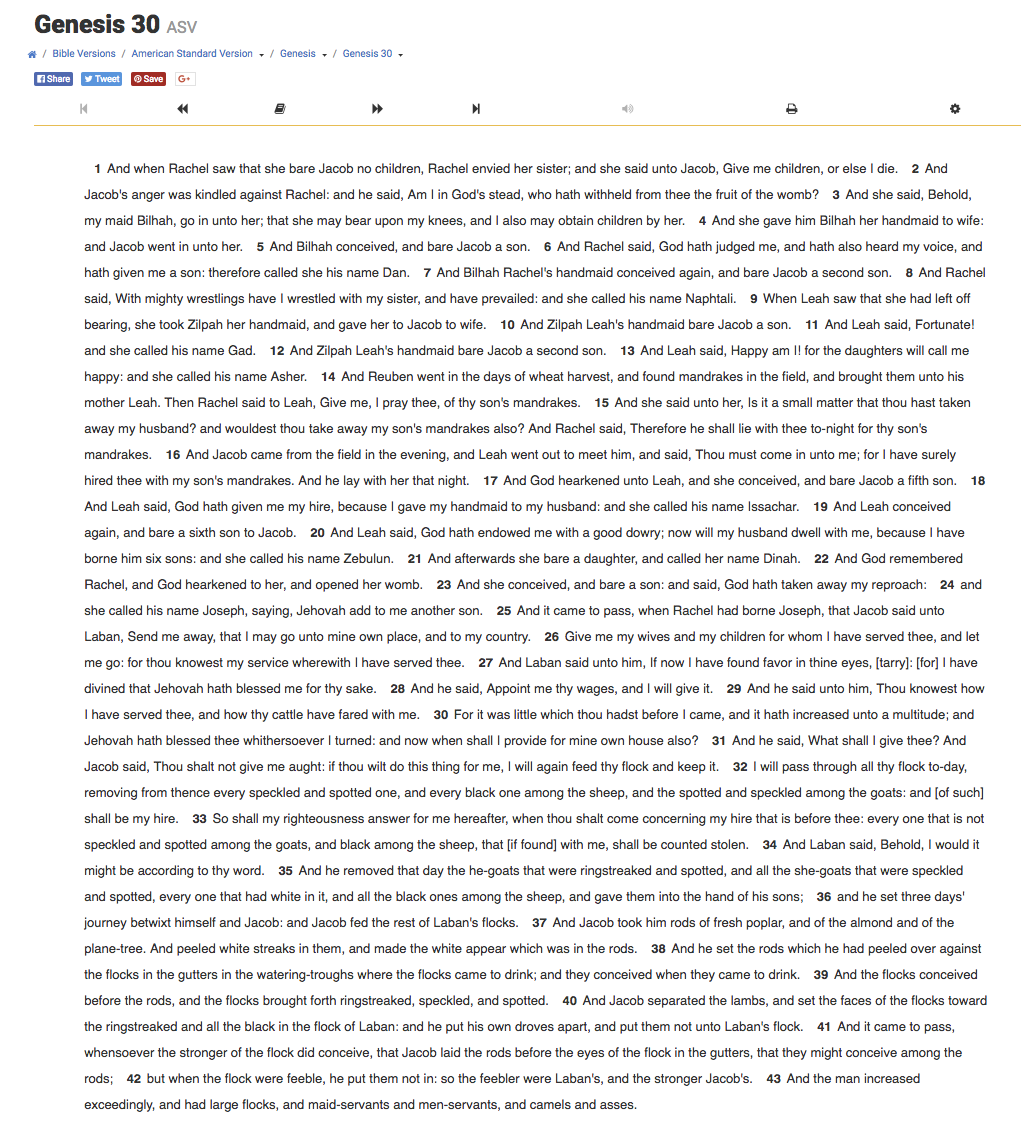 Genesis 30 ASV
/ Bible Versions / American Standard Version / Genesis / Genesis 30
Share Tweet Save G+
1 And when Rachel saw that she bare Jacob no children, Rachel envied her sister; and she said unto Jacob, Give me children, or else I die. 2 And
Jacob's anger was kindled against Rachel: and he said, Am I in God's stead, who hath withheld from thee the fruit of the womb? 3 And she said, Behold,
my maid Bilhah, go in unto her; that she may bear upon my knees, and I also may obtain children by her. 4 And she gave him Bilhah her handmaid to wife:
and Jacob went in unto her. 5 And Bilhah conceived, and bare Jacob a son. 6 And Rachel said, God hath judged me, and hath also heard my voice, and
hath given me a son: therefore called she his name Dan. 7 And Bilhah Rachel's handmaid conceived again, and bare Jacob a second son. 8 And Rachel
said, With mighty wrestlings have I wrestled with my sister, and have prevailed: and she called his name Naphtali. 9 When Leah saw that she had left off
bearing, she took Zilpah her handmaid, and gave her to Jacob to wife. 10 And Zilpah Leah's handmaid bare Jacob a son. 11 And Leah said, Fortunate!
and she called his name Gad. 12 And Zilpah Leah's handmaid bare Jacob a second son. 13 And Leah said, Happy am I! for the daughters will call me
happy: and she called his name Asher. 14 And Reuben went in the days of wheat harvest, and found mandrakes in the field, and brought them unto his
mother Leah. Then Rachel said to Leah, Give me, I pray thee, of thy son's mandrakes. 15 And she said unto her, Is it a small matter that thou hast taken
away my husband? and wouldest thou take away my son's mandrakes also? And Rachel said, Therefore he shall lie with thee to-night for thy son's
mandrakes. 16 And Jacob came from the field in the evening, and Leah went out to meet him, and said, Thou must come in unto me; for I have surely
hired thee with my son's mandrakes. And he lay with her that night. 17 And God hearkened unto Leah, and she conceived, and bare Jacob a fifth son. 18
And Leah said, God hath given me my hire, because I gave my handmaid to my husband: and she called his name Issachar. 19 And Leah conceived
again, and bare a sixth son to Jacob. 20 And Leah said, God hath endowed me with a good dowry; now will my husband dwell with me, because I have
borne him six sons: and she called his name Zebulun. 21 And afterwards she bare a daughter, and called her name Dinah. 22 And God remembered
Rachel, and God hearkened to her, and opened her womb. 23 And she conceived, and bare a son: and said, God hath taken away my reproach: 24 and
she called his name Joseph, saying, Jehovah add to me another son. 25 And it came to pass, when Rachel had borne Joseph, that Jacob said unto
Laban, Send me away, that I may go unto mine own place, and to my country. 26 Give me my wives and my children for whom I have served thee, and let
me go: for thou knowest my service wherewith I have served thee. 27 And Laban said unto him, If now I have found favor in thine eyes, [tarry]: [for] I have
divined that Jehovah hath blessed me for thy sake. 28 And he said, Appoint me thy wages, and I will give it. 29 And he said unto him, Thou knowest how
I have served thee, and how thy cattle have fared with me. 30 For it was little which thou hadst before I came, and it hath increased unto a multitude; and
Jehovah hath blessed thee whithersoever I turned: and now when shall I provide for mine own house also? 31 And he said, What shall I give thee? And
Jacob said, Thou shalt not give me aught: if thou wilt do this thing for me, I will again feed thy flock and keep it. 32 I will pass through all thy flock to-day,
removing from thence every speckled and spotted one, and every black one among the sheep, and the spotted and speckled among the goats: and [of such]
shall be my hire. 33 So shall my righteousness answer for me hereafter, when thou shalt come concerning my hire that is before thee: every one that is not
speckled and spotted among the goats, and black among the sheep, that [if found] with me, shall be counted stolen. 34 And Laban said, Behold, I would it
might be according to thy word. 35 And he removed that day the he-goats that were ringstreaked and spotted, and all the she-goats that were speckled
and spotted, every one that had white in it, and all the black ones among the sheep, and gave them into the hand of his sons; 36 and he set three days'
journey betwixt himself and Jacob: and Jacob fed the rest of Laban's flocks. 37 And Jacob took him rods of fresh poplar, and of the almond and of the
plane-tree. And peeled white streaks in them, and made the white appear which was in the rods. 38 And he set the rods which he had peeled over against
the flocks in the gutters in the watering-troughs where the flocks came to drink; and they conceived when they came to drink. 39 And the flocks conceived
before the rods, and the flocks brought forth ringstreaked, speckled, and spotted. 40 And Jacob separated the lambs, and set the faces of the flocks toward
the ringstreaked and all the black in the flock of Laban: and he put his own droves apart, and put them not unto Laban's flock. 41 And it came to pass,
whensoever the stronger of the flock did conceive, that Jacob laid the rods before the eyes of the flock in the gutters, that they might conceive among the
rods; 42 but when the flock were feeble, he put them not in: so the feebler were Laban's, and the stronger Jacob's. 43 And the man increased
exceedingly, and had large flocks, and maid-servants and men-servants, and camels and asses.